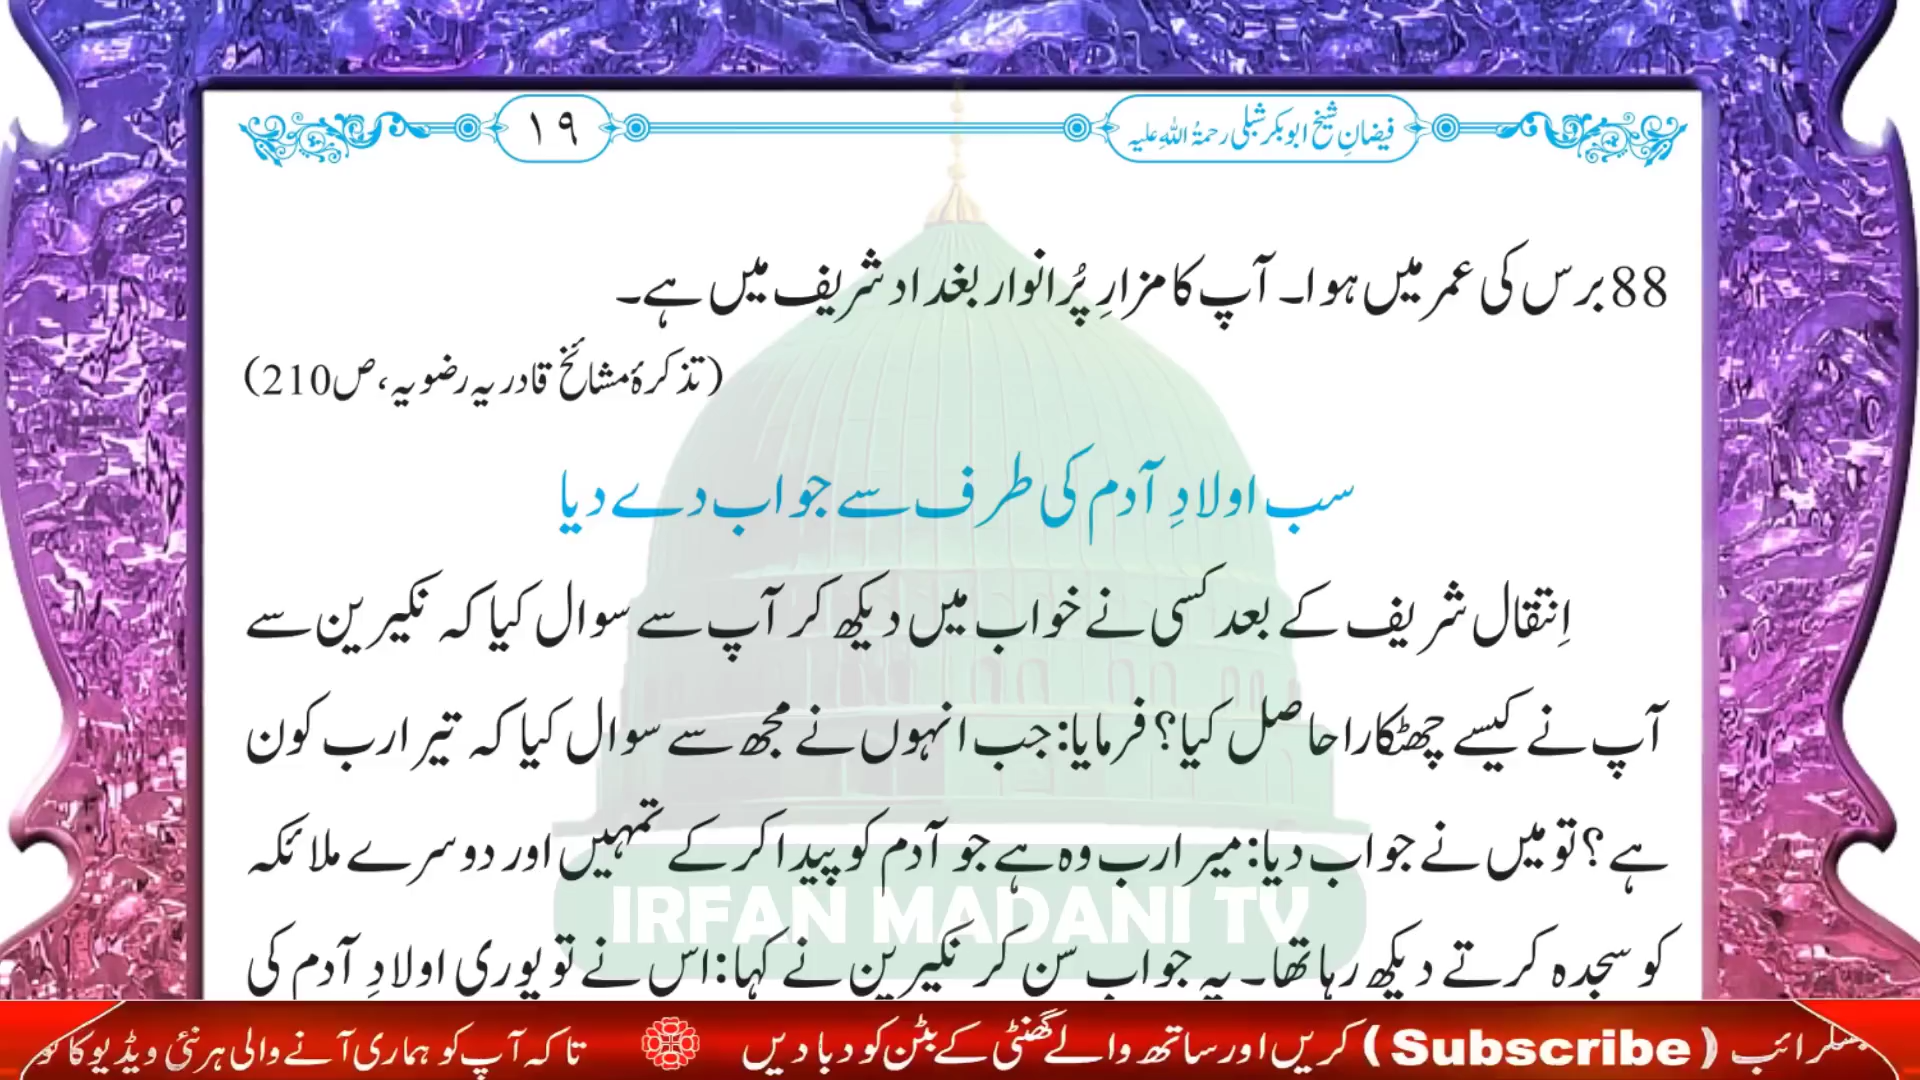 فیضانِ شیخ ابو بکر شبلی رحمۃُ اللہِ علیہ
۱۹
88 برس کی عمر میں ہوا۔ آپ کا مزارِ پُر انوار بغداد شریف میں ہے۔
(تذکرۂ مشائخِ قادریہ رضویہ، ص210)
سب اولادِ آدم کی طرف سے جواب دے دیا
اِنتقال شریف کے بعد کسی نے خواب میں دیکھ کر آپ سے سوال کیا کہ نکیرین سے
آپ نے کیسے چھٹکارا حاصل کیا؟ فرمایا: جب انہوں نے مجھ سے سوال کیا کہ تیرا رب کون
ہے؟ تو میں نے جواب دیا: میرا رب وہ ہے جو آدم کو پیدا کر کے تمہیں اور دوسرے ملائکہ
IRFAN MADANI TV
کو سجدہ کرتے دیکھ رہا تھا۔ یہ جواب سن کر نکیرین نے کہا: اس نے تو پوری اولادِ آدم کی
(Subscribe) کریں اور ساتھ والے گھنٹی کے بٹن کو دبا دیں تاکہ آپ کو ہماری آنے والی ہر نئی ویڈیو کا